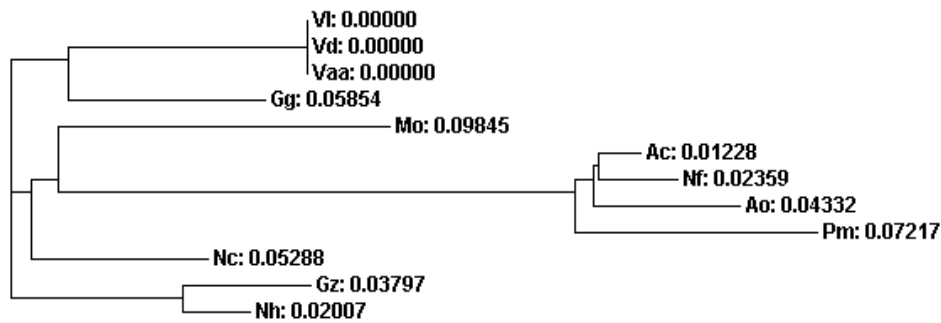 Vl: 0.00000
Vd: 0.00000
Vaa: 0.00000
Gg: 0.05854
Mo: 0.09845
Ac: 0.01228
Nf: 0.02359
Ao: 0.04332
Pm: 0.07217
Nc: 0.05288
Gz: 0.03797
Nh: 0.02007